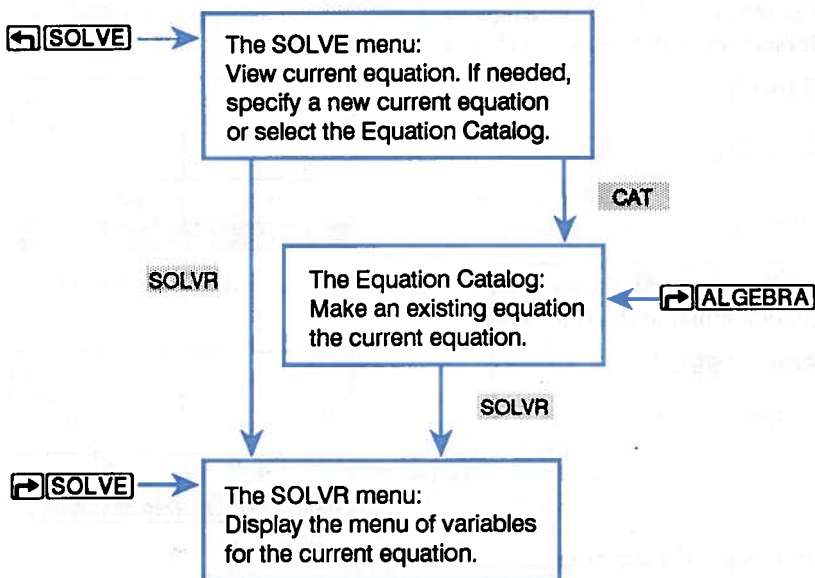 SOLVE
The SOLVE menu:
View current equation. If needed,
specify a new current equation
or select the Equation Catalog.
CAT
SOLVR
The Equation Catalog:
Make an existing equation
the current equation.
ALGEBRA
SOLVR
SOLVE
The SOLVR menu:
Display the menu of variables
for the current equation.